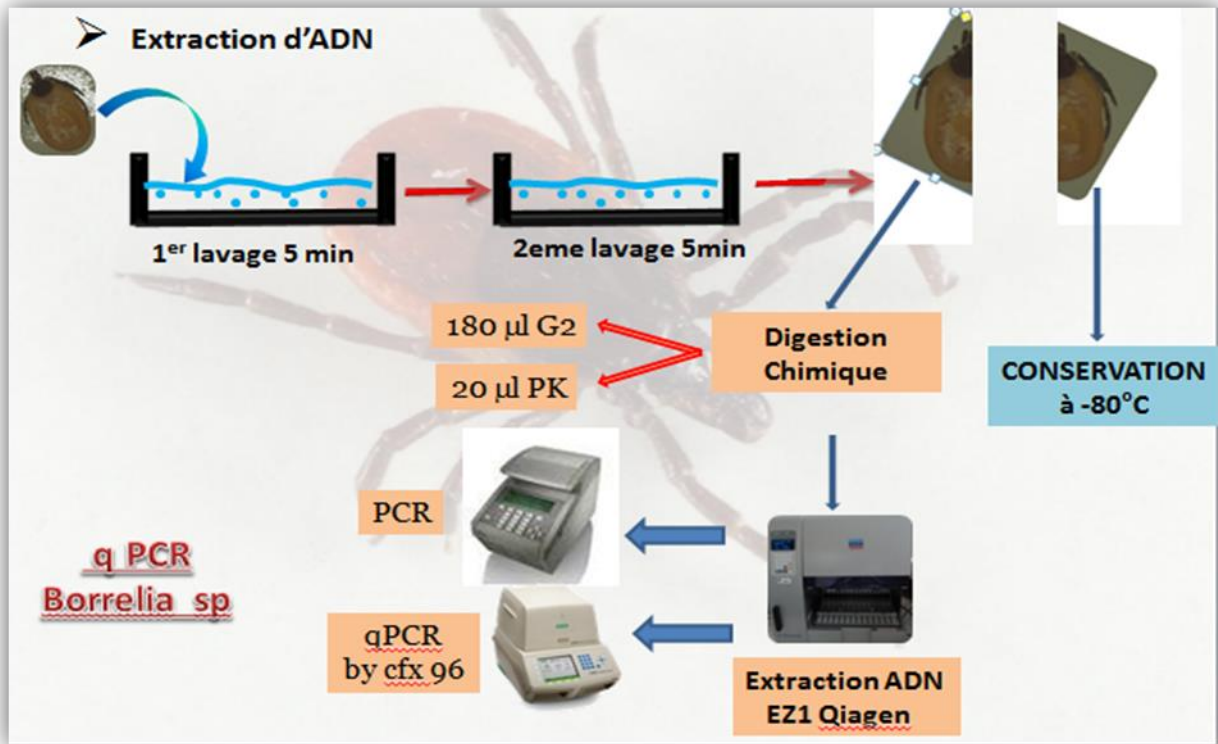 Extraction d'ADN
1er lavage 5 min
2eme lavage 5min
180 µl G2
20 µl PK
Digestion
Chimique
CONSERVATION
à -80°C
PCR
q PCR
Borrelia sp
qPCR
by cfx 96
Extraction ADN
EZ1 Qiagen